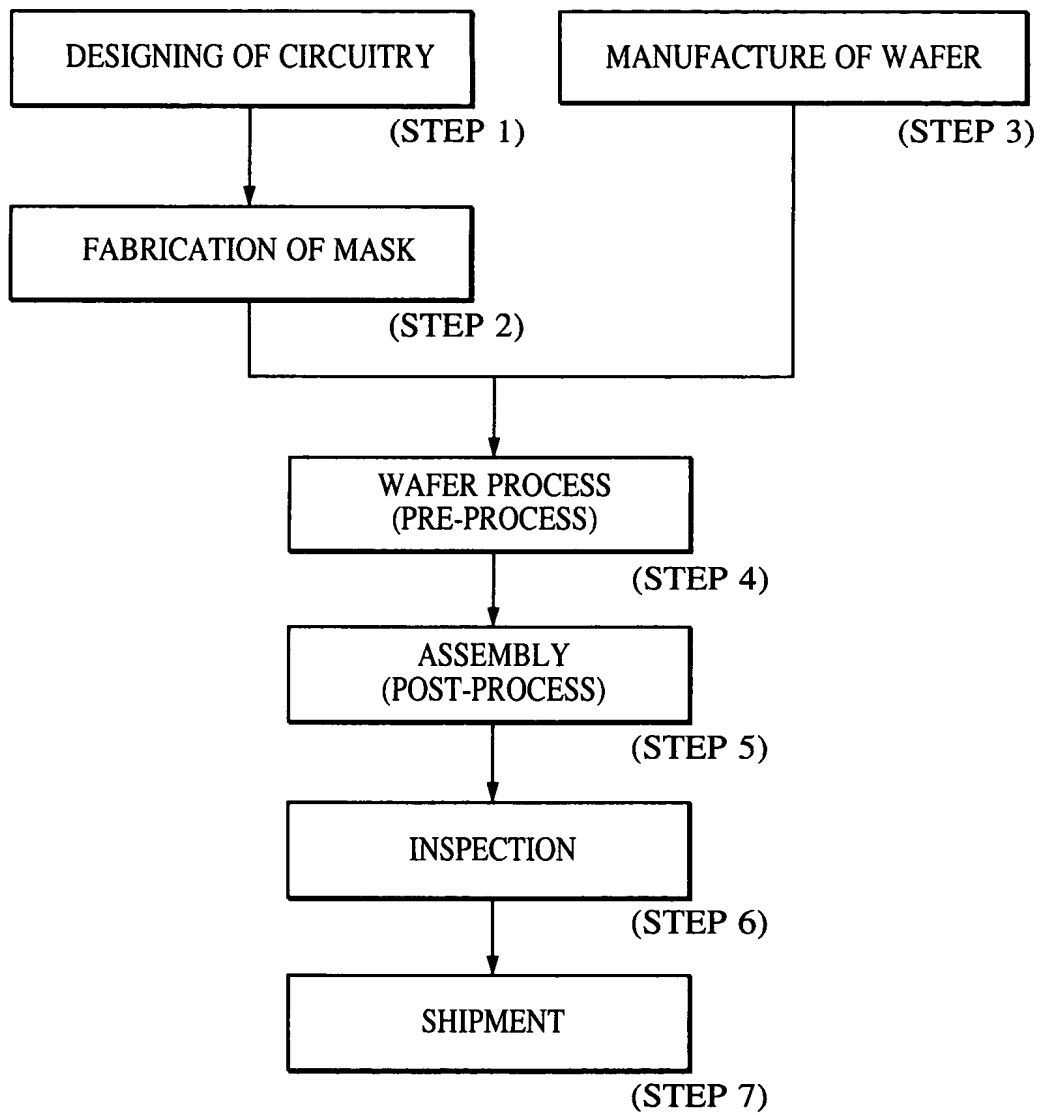 DESIGNING OF CIRCUITRY
(STEP 1)
MANUFACTURE OF WAFER
(STEP 3)
FABRICATION OF MASK
(STEP 2)
WAFER PROCESS
(PRE-PROCESS)
(STEP 4)
ASSEMBLY
(POST-PROCESS)
(STEP 5)
INSPECTION
(STEP 6)
SHIPMENT
(STEP 7)